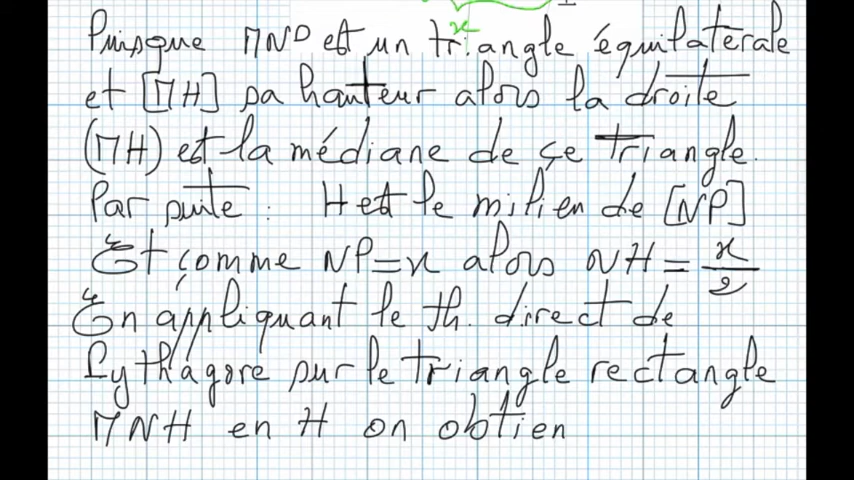 x
Puisque MNP est un triangle équilatérale
et [MH] sa hauteur alors la droite
(MH) est la médiane de çe triangle.
Par suite : H est le milieu de [NP]
Et çomme NP=x alors NH = x/2
En appliquant le th. direct de
Pythagore sur le triangle rectangle
MNH en H on obtien